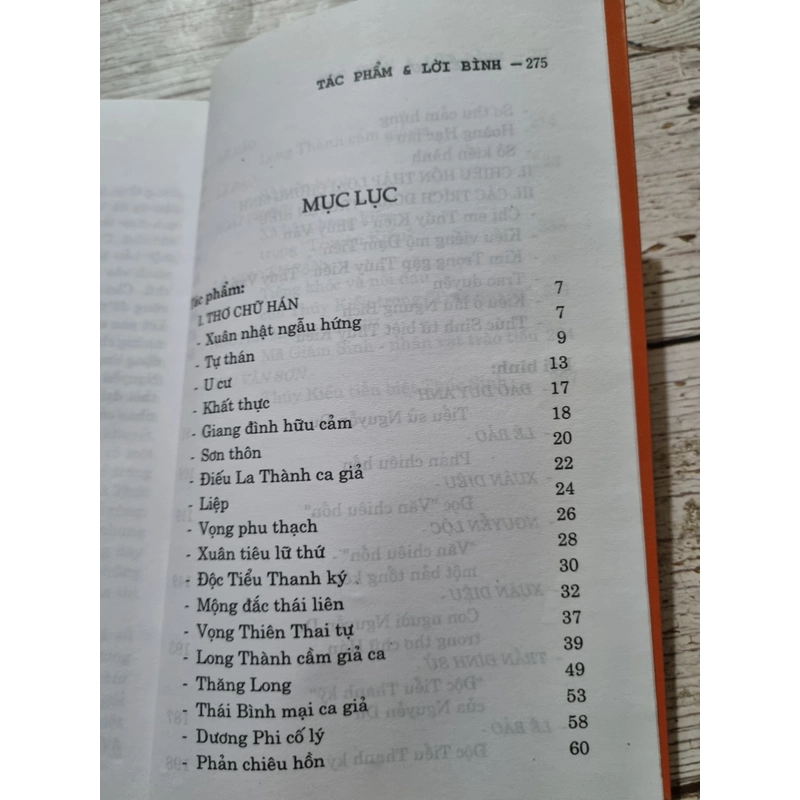 TÁC PHẨM & LỜI BÌNH – 275
MỤC LỤC
Tác phẩm:
I. THƠ CHỮ HÁN 7
- Xuân nhật ngẫu hứng 7
- Tự thán 9
- U cư 13
- Khất thực 17
- Giang đình hữu cảm 18
- Sơn thôn 20
- Điếu La Thành ca giả 22
- Liệp 24
- Vọng phu thạch 26
- Xuân tiêu lữ thứ 28
- Độc Tiểu Thanh ký 30
- Mộng đắc thái liên 32
- Vọng Thiên Thai tự 37
- Long Thành cầm giả ca 39
- Thăng Long 49
- Thái Bình mại ca giả 53
- Dương Phi cố lý 58
- Phản chiêu hồn 60